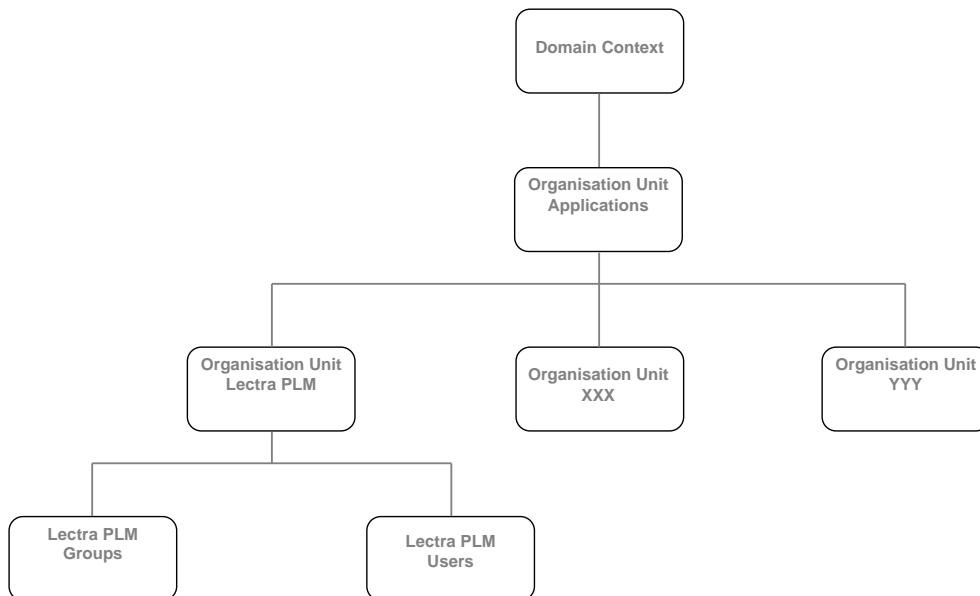 Domain Context
Organisation Unit
Applications
Organisation Unit
Lectra PLM
Organisation Unit
XXX
Organisation Unit
YYY
Lectra PLM
Groups
Lectra PLM
Users